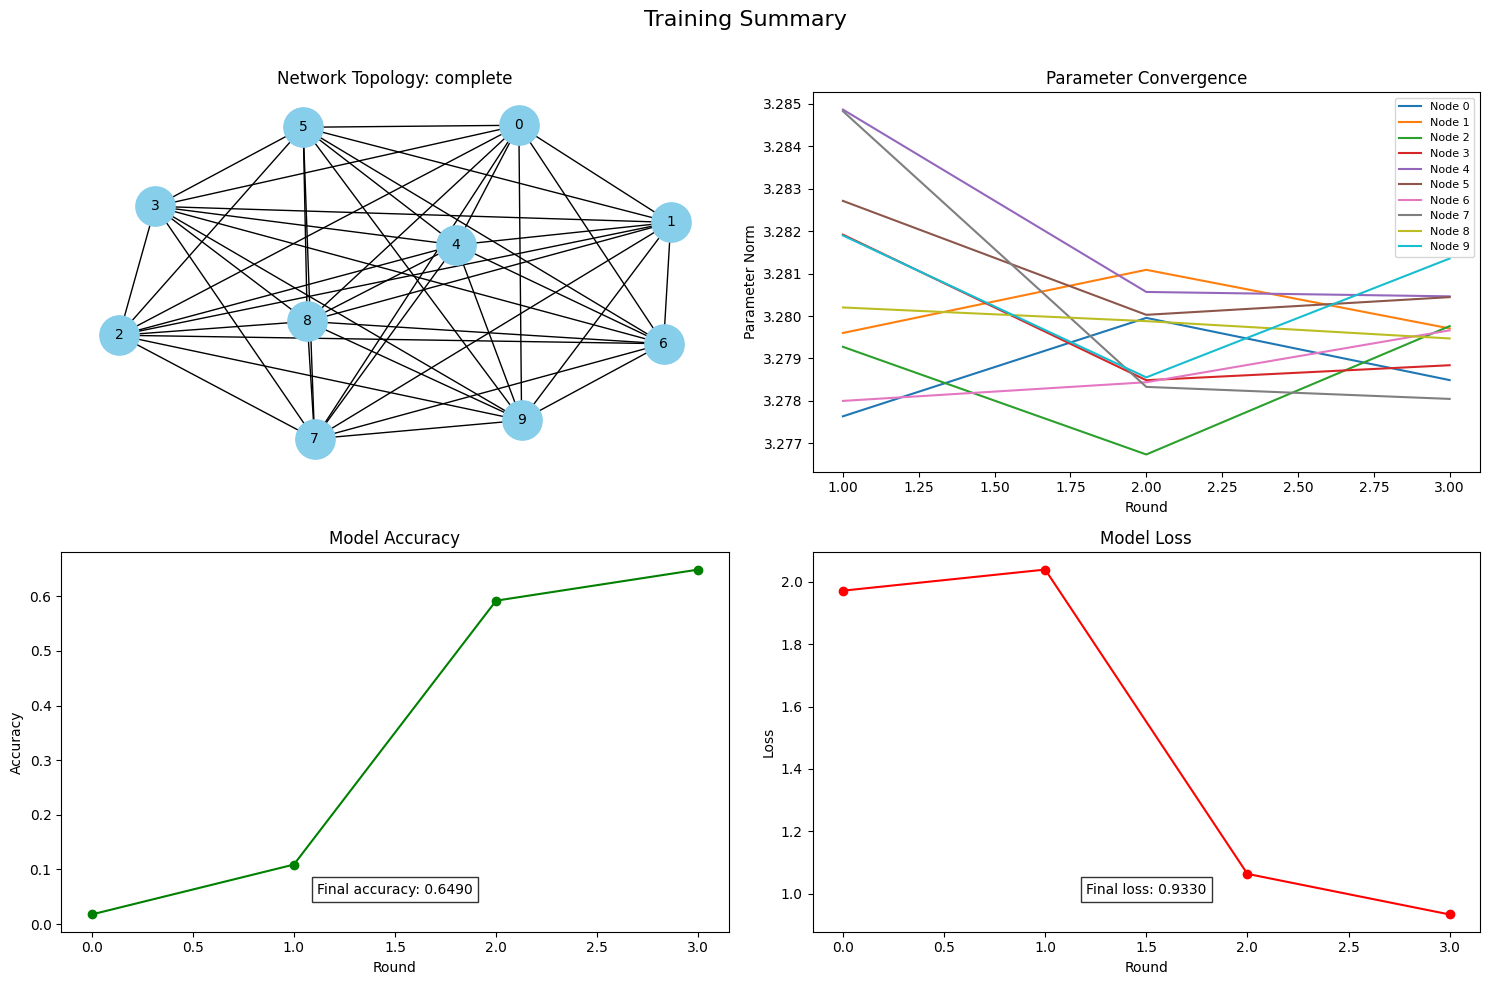 Training Summary
Network Topology: complete
5
0
3
1
4
8
2
6
9
7
Parameter Convergence
Parameter Norm
3.285
3.284
3.283
3.282
3.281
3.280
3.279
3.278
3.277
Node 0
Node 1
Node 2
Node 3
Node 4
Node 5
Node 6
Node 7
Node 8
Node 9
1.00 1.25 1.50 1.75 2.00 2.25 2.50 2.75 3.00
Round
Model Accuracy
Accuracy
0.6
0.5
0.4
0.3
0.2
0.1
0.0
Final accuracy: 0.6490
0.0 0.5 1.0 1.5 2.0 2.5 3.0
Round
Model Loss
Loss
2.0
1.8
1.6
1.4
1.2
1.0
Final loss: 0.9330
0.0 0.5 1.0 1.5 2.0 2.5 3.0
Round